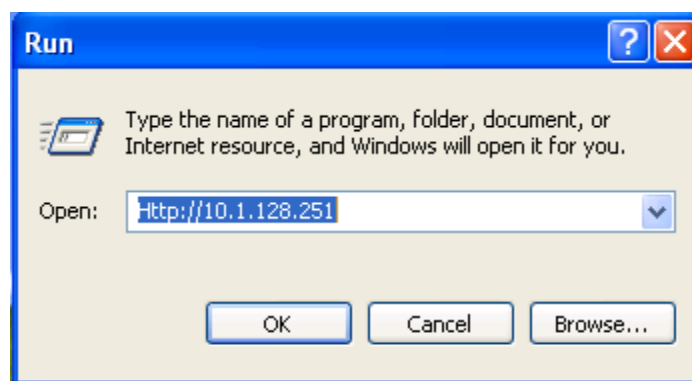 Run
Type the name of a program, folder, document, or
Internet resource, and Windows will open it for you.
Open: Http://10.1.128.251
OK Cancel Browse...